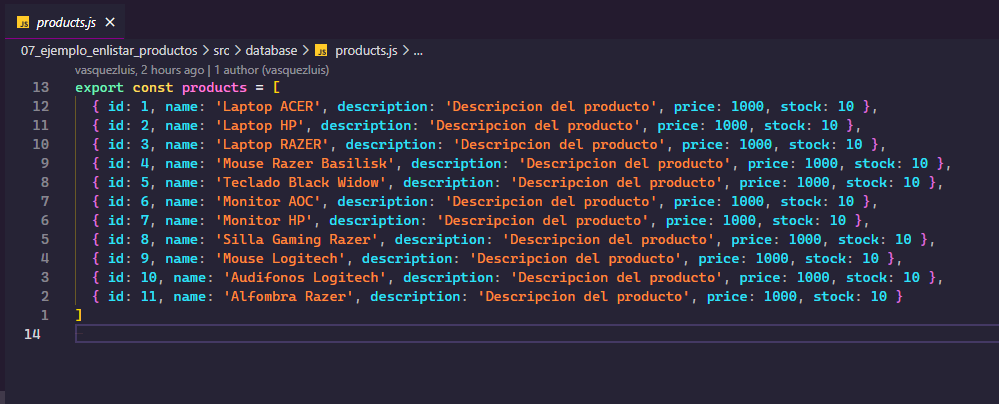 JS products.js ×
07_ejemplo_enlistar_productos > src > database > JS products.js > ...
vasquezluis, 2 hours ago | 1 author (vasquezluis)
13 export const products = [
12 { id: 1, name: 'Laptop ACER', description: 'Descripcion del producto', price: 1000, stock: 10 },
11 { id: 2, name: 'Laptop HP', description: 'Descripcion del producto', price: 1000, stock: 10 },
10 { id: 3, name: 'Laptop RAZER', description: 'Descripcion del producto', price: 1000, stock: 10 },
9 { id: 4, name: 'Mouse Razer Basilisk', description: 'Descripcion del producto', price: 1000, stock: 10 },
8 { id: 5, name: 'Teclado Black Widow', description: 'Descripcion del producto', price: 1000, stock: 10 },
7 { id: 6, name: 'Monitor AOC', description: 'Descripcion del producto', price: 1000, stock: 10 },
6 { id: 7, name: 'Monitor HP', description: 'Descripcion del producto', price: 1000, stock: 10 },
5 { id: 8, name: 'Silla Gaming Razer', description: 'Descripcion del producto', price: 1000, stock: 10 },
4 { id: 9, name: 'Mouse Logitech', description: 'Descripcion del producto', price: 1000, stock: 10 },
3 { id: 10, name: 'Audifonos Logitech', description: 'Descripcion del producto', price: 1000, stock: 10 },
2 { id: 11, name: 'Alfombra Razer', description: 'Descripcion del producto', price: 1000, stock: 10 }
1 ]
14